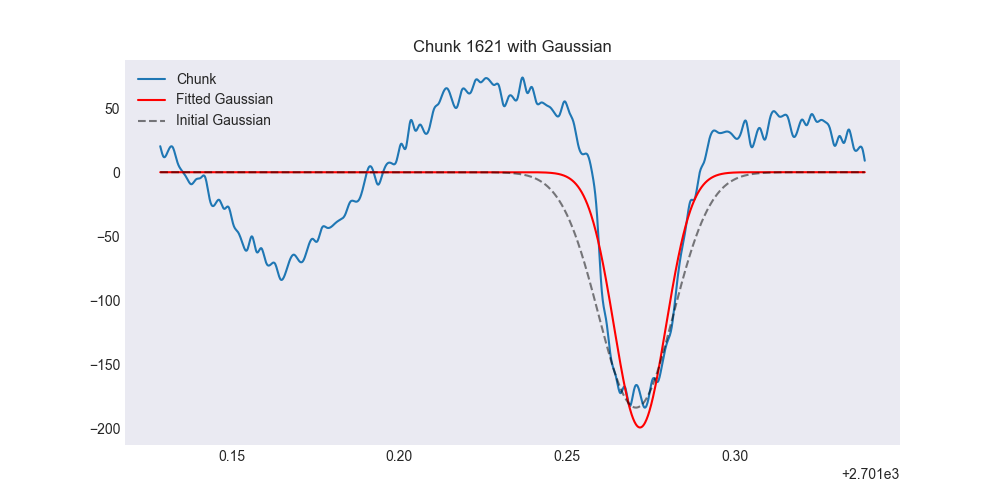 Chunk 1621 with Gaussian
Chunk
Fitted Gaussian
Initial Gaussian
50
0
−50
−100
−150
−200
0.15 0.20 0.25 0.30
+2.701e3